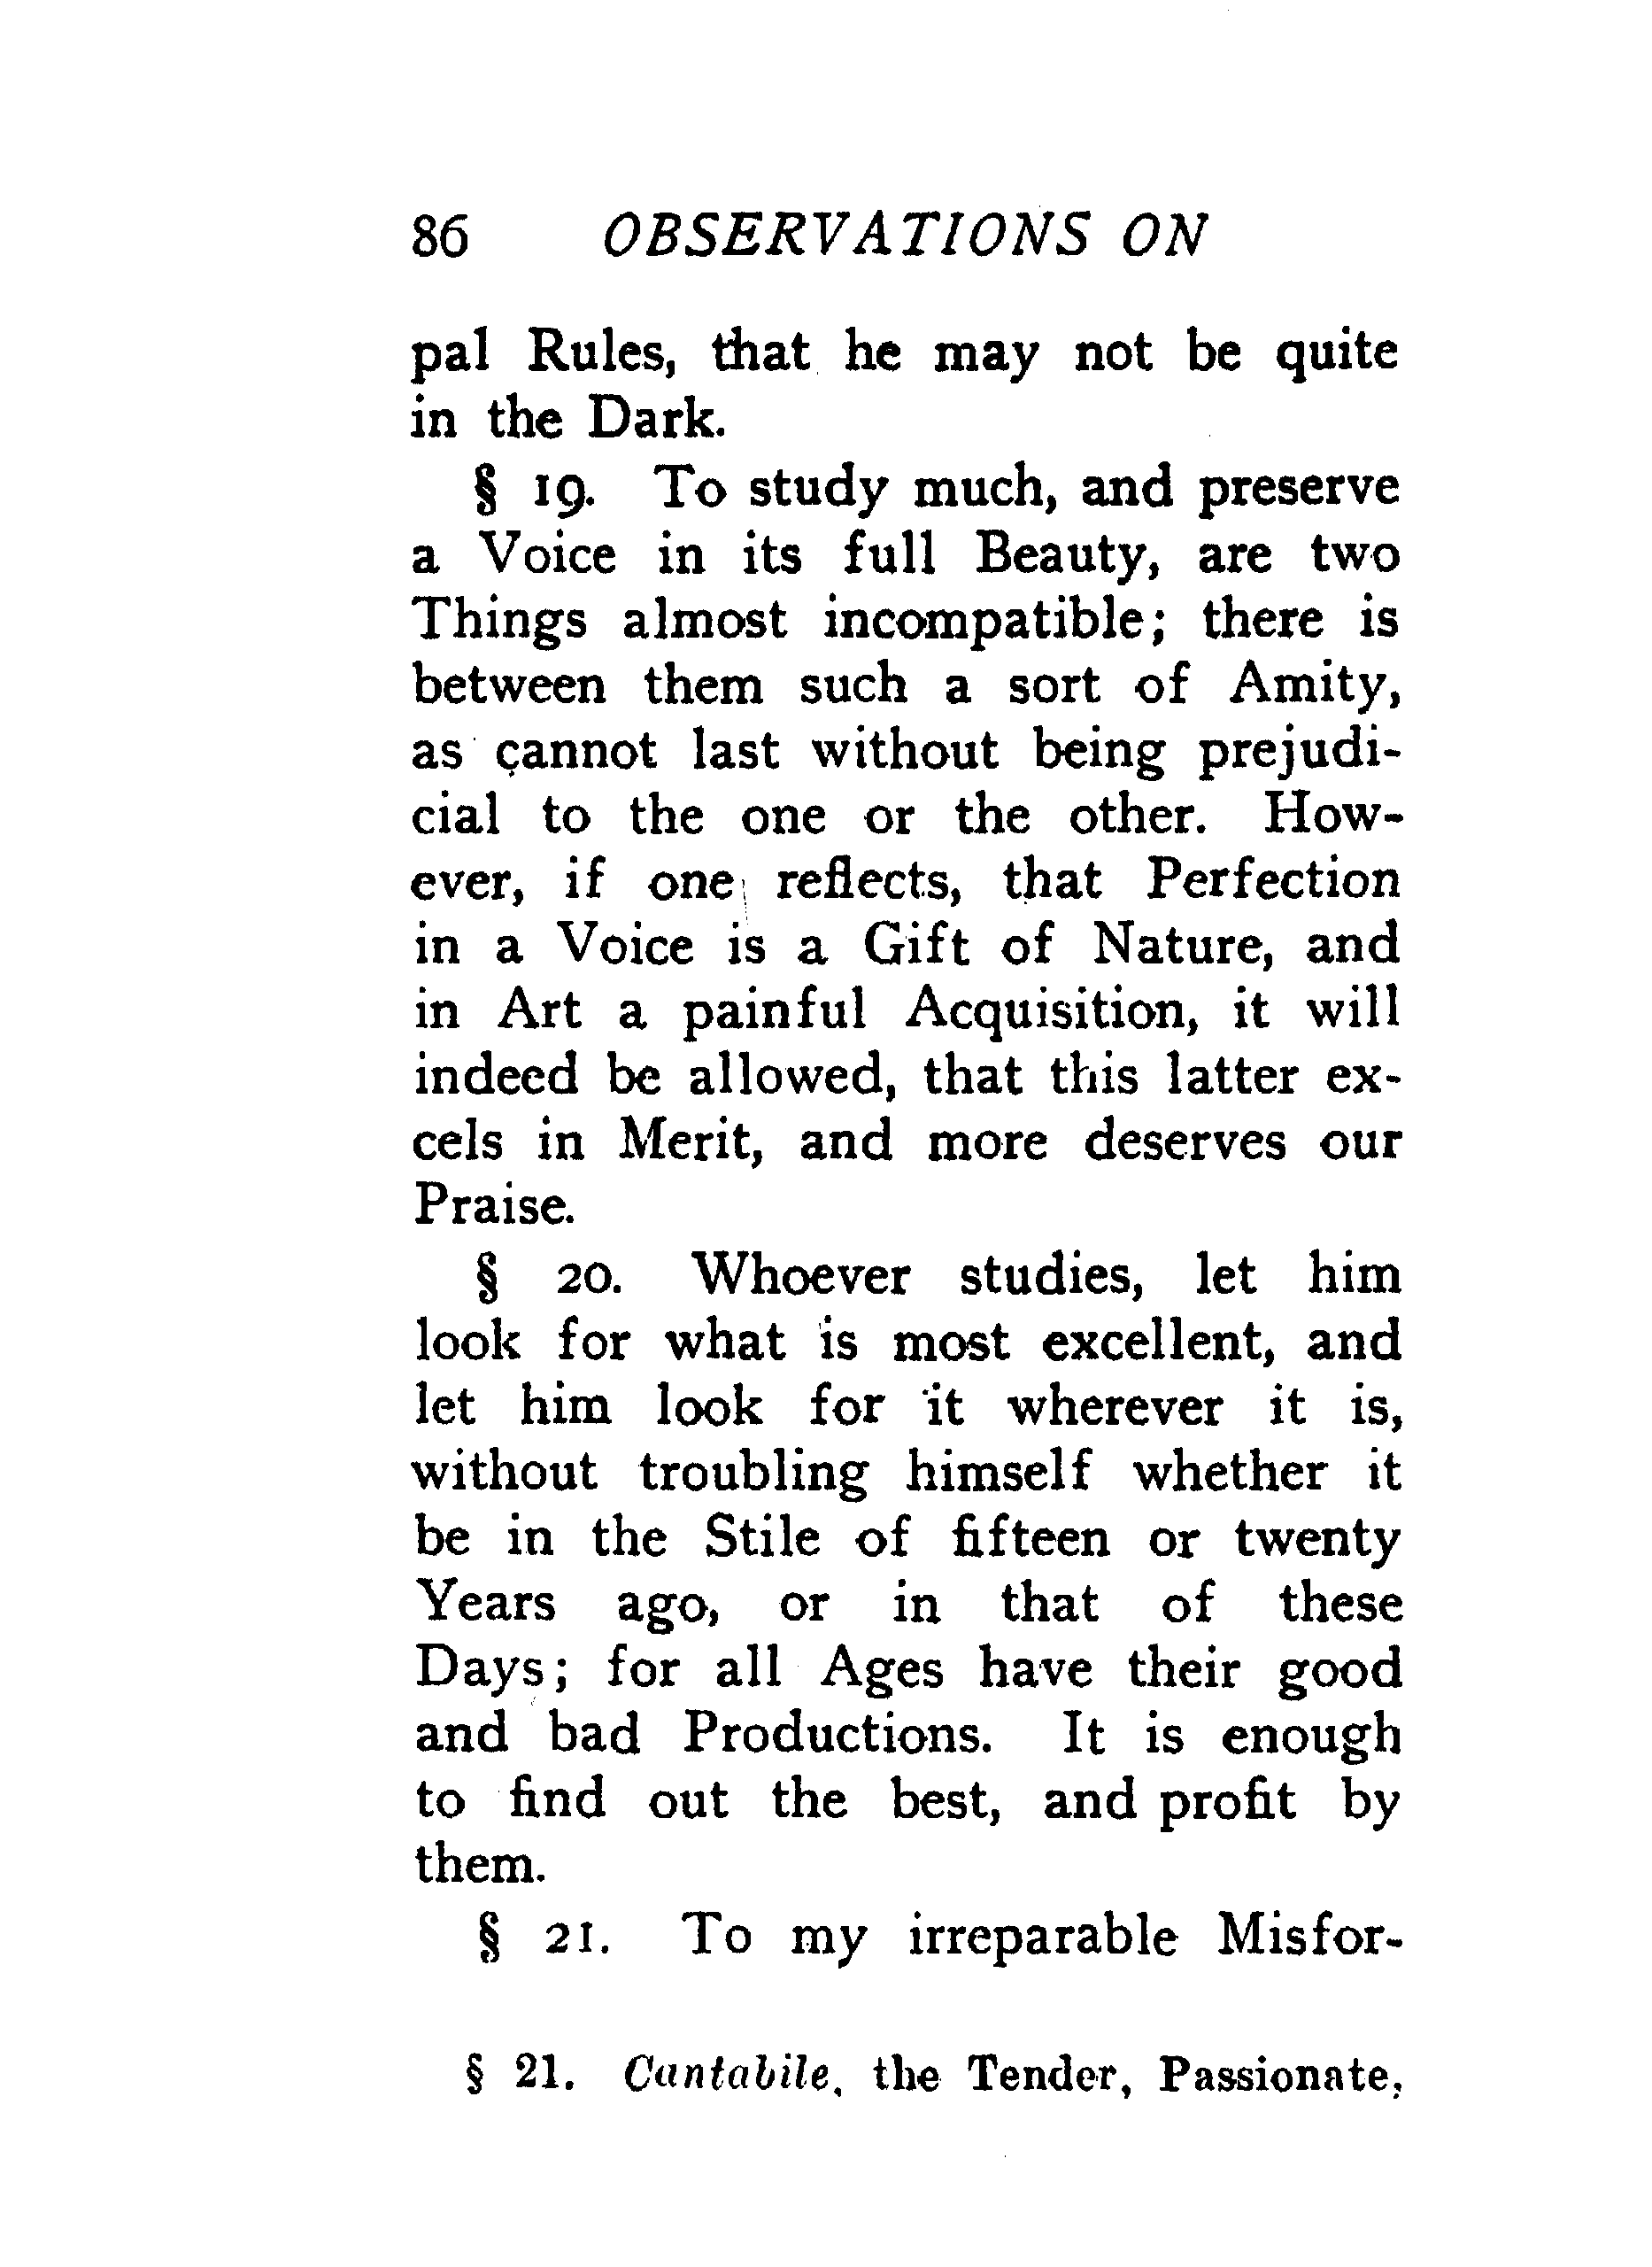 86 OBSERVATIONS ON
pal Rules, that he may not be quite
in the Dark.
§ 19. To study much, and preserve
a Voice in its full Beauty, are two
Things almost incompatible; there is
between them such a sort of Amity,
as cannot last without being prejudi-
cial to the one or the other. How-
ever, if one reflects, that Perfection
in a Voice is a Gift of Nature, and
in Art a painful Acquisition, it will
indeed be allowed, that this latter ex-
cels in Merit, and more deserves our
Praise.
§ 20. Whoever studies, let him
look for what is most excellent, and
let him look for it wherever it is,
without troubling himself whether it
be in the Stile of fifteen or twenty
Years ago, or in that of these
Days; for all Ages have their good
and bad Productions. It is enough
to find out the best, and profit by
them.
§ 21. To my irreparable Misfor-
§ 21. Cantabile, the Tender, Passionate,